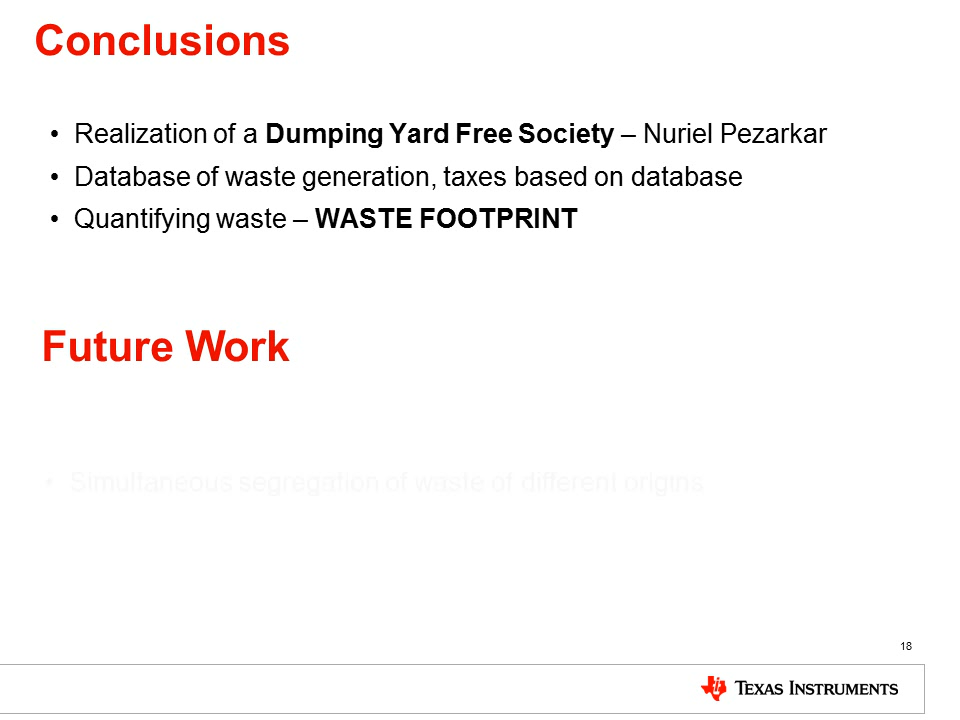 Conclusions
• Realization of a Dumping Yard Free Society – Nuriel Pezarkar
• Database of waste generation, taxes based on database
• Quantifying waste – WASTE FOOTPRINT
Future Work
• Simultaneous segregation of waste of different origins
18
TEXAS INSTRUMENTS